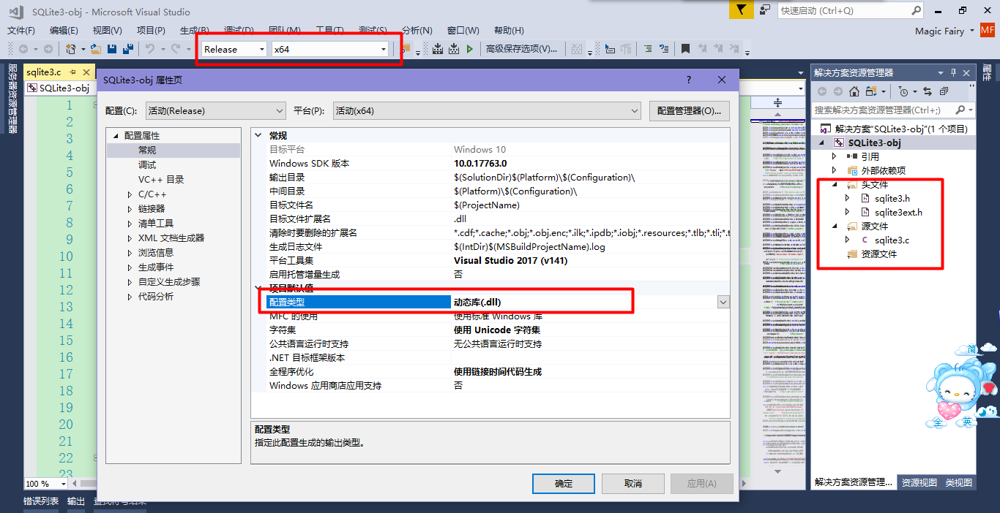 SQLite3-obj - Microsoft Visual Studio
快速启动 (Ctrl+Q)
文件(F) 编辑(E) 视图(V) 项目(P) 生成(B) 调试(D) 团队(M) 工具(T) 测试(S) 分析(N) 窗口(W) 帮助(H)
Magic Fairy MF
Release x64 高级保存选项(V)...
服务器资源管理器
sqlite3.c
SQLite3-obj
1
2
3
4
5
6
7
8
9
10
11
12
13
14
15
16
17
18
19
20
21
22
23
100 %
错误列表 输出 查找符号结果
SQLite3-obj 属性页
?
配置(C): 活动(Release) 平台(P): 活动(x64) 配置管理器(O)...
配置属性
常规
调试
VC++ 目录
C/C++
链接器
清单工具
XML 文档生成器
浏览信息
生成事件
自定义生成步骤
代码分析
常规
目标平台 Windows 10
Windows SDK 版本 10.0.17763.0
输出目录 $(SolutionDir)$(Platform)\$(Configuration)\
中间目录 $(Platform)\$(Configuration)\
目标文件名 $(ProjectName)
目标文件扩展名 .dll
清除时要删除的扩展名 *.cdf;*.cache;*.obj;*.obj.enc;*.ilk;*.ipdb;*.iobj;*.resources;*.tlb;*.tli;*.t
生成日志文件 $(IntDir)$(MSBuildProjectName).log
平台工具集 Visual Studio 2017 (v141)
启用托管增量生成 否
项目默认值
配置类型 动态库(.dll)
MFC 的使用 使用标准 Windows 库
字符集 使用 Unicode 字符集
公共语言运行时支持 无公共语言运行时支持
.NET 目标框架版本
全程序优化 使用链接时间代码生成
Windows 应用商店应用支持 否
配置类型
指定此配置生成的输出类型。
确定 取消 应用(A)
解决方案资源管理器
搜索解决方案资源管理器(Ctrl+;)
解决方案"SQLite3-obj"(1 个项目)
SQLite3-obj
引用
外部依赖项
头文件
sqlite3.h
sqlite3ext.h
源文件
sqlite3.c
资源文件
解决方案资源管理... 资源视图 类视图
属性
简
全
英